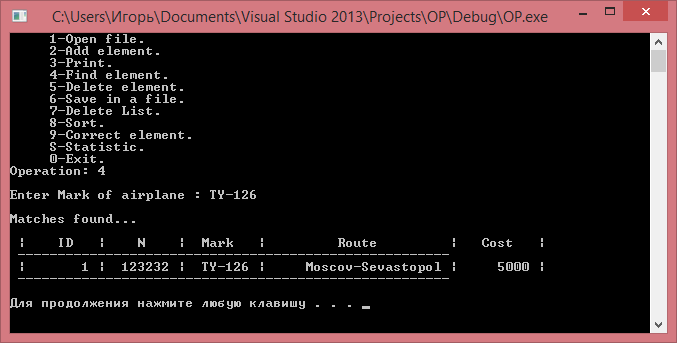 C:\Users\Игорь\Documents\Visual Studio 2013\Projects\OP\Debug\OP.exe
1-Open file.
2-Add element.
3-Print.
4-Find element.
5-Delete element.
6-Save in a file.
7-Delete List.
8-Sort.
9-Correct element.
S-Statistic.
0-Exit.
Operation: 4
Enter Mark of airplane : TY-126
Matches found...
¦ ID ¦ N ¦ Mark ¦ Route ¦ Cost ¦
¦ 1 ¦ 123232 ¦ TY-126 ¦ Moscov-Sevastopol ¦ 5000 ¦
Для продолжения нажмите любую клавишу . . . _